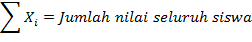 ∑ Xᵢ = Jumlah nilai seluruh siswa